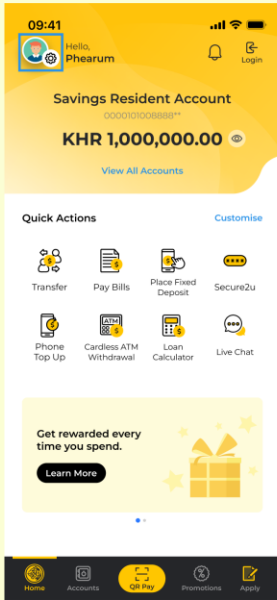 09:41
Hello,
Phearum
Login
Savings Resident Account
0000101008888**
KHR 1,000,000.00
View All Accounts
Quick Actions
Customise
Transfer
Pay Bills
Place Fixed
Deposit
Secure2u
Phone
Top Up
ATM
Cardless ATM
Withdrawal
Loan
Calculator
Live Chat
Get rewarded every
time you spend.
Learn More
Home
Accounts
QR Pay
Promotions
Apply